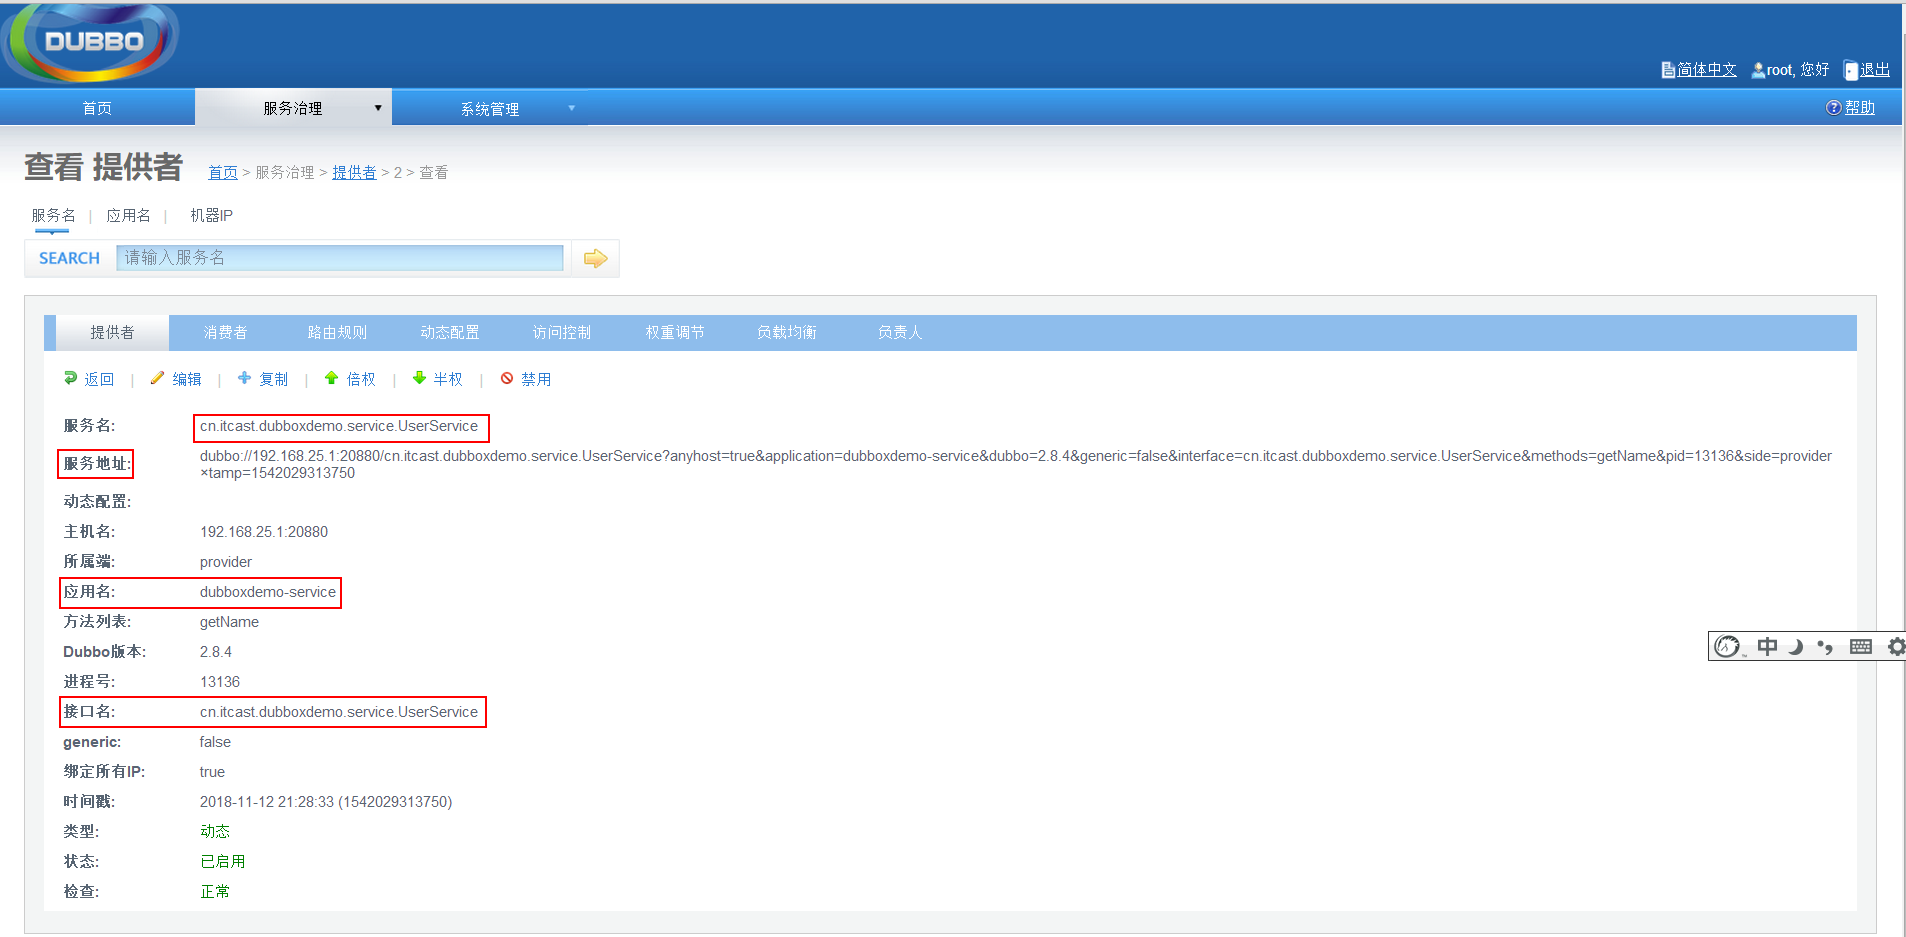 DUBBO
简体中文 root, 您好 退出
首页 服务治理 ▼ 系统管理 ▼ ? 帮助
查看 提供者 首页 > 服务治理 > 提供者 > 2 > 查看
服务名 | 应用名 | 机器IP
SEARCH 请输入服务名
提供者 消费者 路由规则 动态配置 访问控制 权重调节 负载均衡 负责人
返回 | 编辑 | 复制 | 倍权 | 半权 | 禁用
服务名: cn.itcast.dubboxdemo.service.UserService
服务地址: dubbo://192.168.25.1:20880/cn.itcast.dubboxdemo.service.UserService?anyhost=true&application=dubboxdemo-service&dubbo=2.8.4&generic=false&interface=cn.itcast.dubboxdemo.service.UserService&methods=getName&pid=13136&side=provider
×tamp=1542029313750
动态配置:
主机名: 192.168.25.1:20880
所属端: provider
应用名: dubboxdemo-service
方法列表: getName
Dubbo版本: 2.8.4
进程号: 13136
接口名: cn.itcast.dubboxdemo.service.UserService
generic: false
绑定所有IP: true
时间戳: 2018-11-12 21:28:33 (1542029313750)
类型: 动态
状态: 已启用
检查: 正常
中